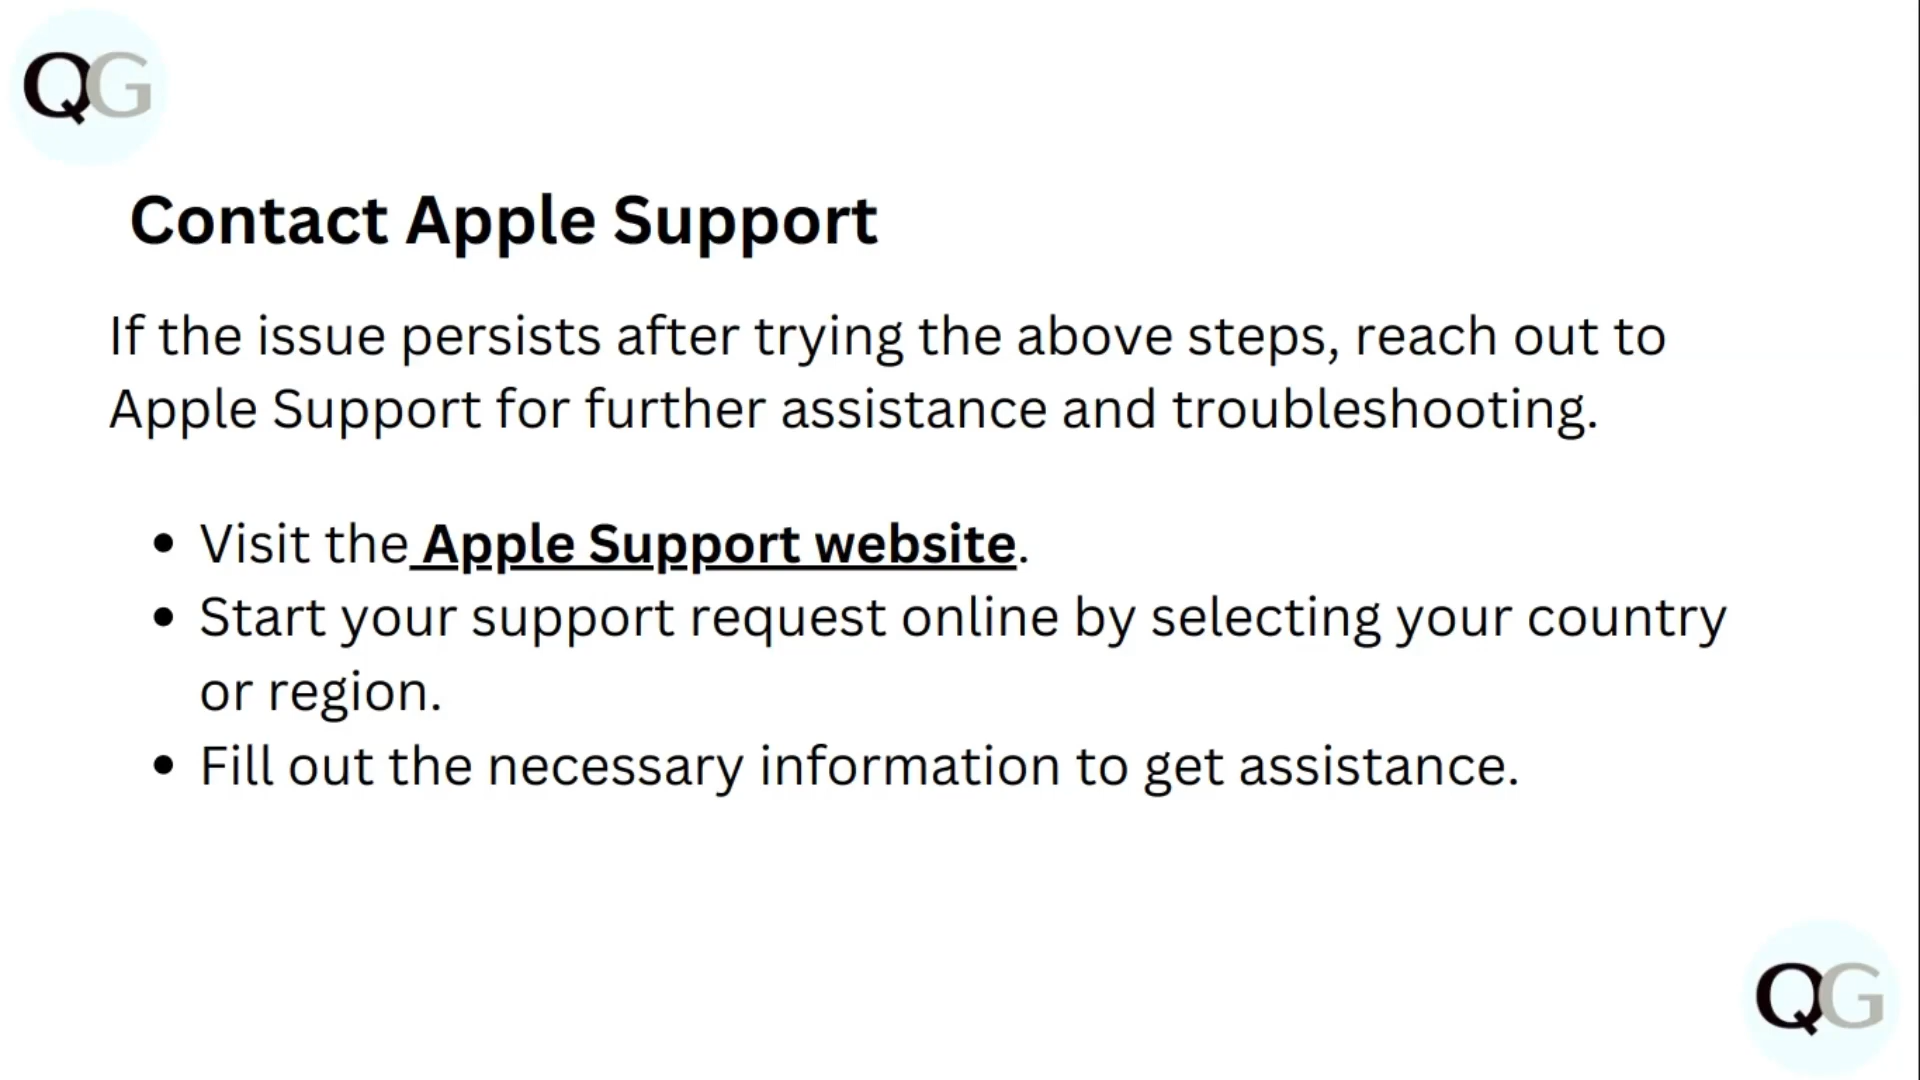 QG
Contact Apple Support
If the issue persists after trying the above steps, reach out to
Apple Support for further assistance and troubleshooting.
• Visit the Apple Support website.
• Start your support request online by selecting your country
or region.
• Fill out the necessary information to get assistance.
QG